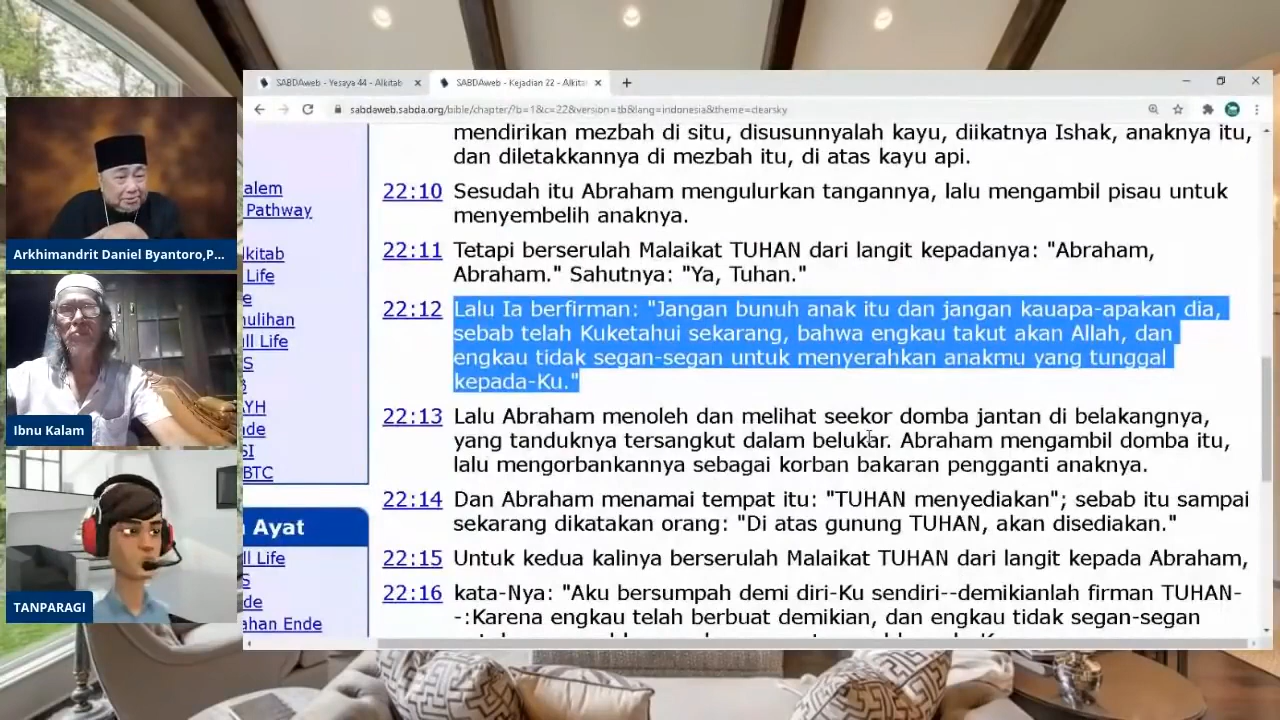 SABDAweb - Yesaya 44 - Alkitab
SABDAweb - Kejadian 22 - Alkita
sabdaweb.sabda.org/bible/chapter/?b=1&c=22&version=tb&lang=indonesia&theme=clearsky
Arkhimandrit Daniel Byantoro,P...
Ibnu Kalam
TANPARAGI
alem
Pathway
lkitab
Life
e
nulihan
ll Life
S
AYH
nde
SI
BTC
Ayat
ll Life
S
de
ahan Ende
mendirikan mezbah di situ, disusunnyalah kayu, diikatnya Ishak, anaknya itu,
dan diletakkannya di mezbah itu, di atas kayu api.
22:10 Sesudah itu Abraham mengulurkan tangannya, lalu mengambil pisau untuk
menyembelih anaknya.
22:11 Tetapi berserulah Malaikat TUHAN dari langit kepadanya: "Abraham,
Abraham." Sahutnya: "Ya, Tuhan."
22:12 Lalu Ia berfirman: "Jangan bunuh anak itu dan jangan kauapa-apakan dia,
sebab telah Kuketahui sekarang, bahwa engkau takut akan Allah, dan
engkau tidak segan-segan untuk menyerahkan anakmu yang tunggal
kepada-Ku."
22:13 Lalu Abraham menoleh dan melihat seekor domba jantan di belakangnya,
yang tanduknya tersangkut dalam belukar. Abraham mengambil domba itu,
lalu mengorbankannya sebagai korban bakaran pengganti anaknya.
22:14 Dan Abraham menamai tempat itu: "TUHAN menyediakan"; sebab itu sampai
sekarang dikatakan orang: "Di atas gunung TUHAN, akan disediakan."
22:15 Untuk kedua kalinya berserulah Malaikat TUHAN dari langit kepada Abraham,
22:16 kata-Nya: "Aku bersumpah demi diri-Ku sendiri--demikianlah firman TUHAN-
-:Karena engkau telah berbuat demikian, dan engkau tidak segan-segan